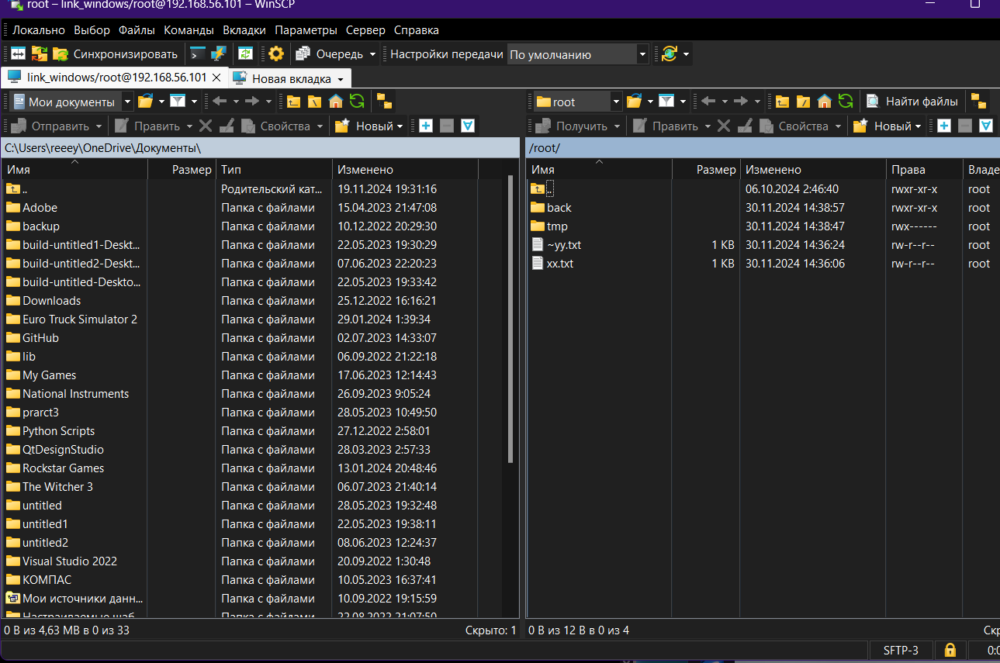 root – link_windows/root@192.168.56.101 – WinSCP
Локально Выбор Файлы Команды Вкладки Параметры Сервер Справка
Синхронизировать Очередь Настройки передачи По умолчанию
link_windows/root@192.168.56.101 Новая вкладка
Мои документы root Найти файлы
Отправить Править Свойства Новый Получить Править Свойства Новый
C:\Users\reeey\OneDrive\Документы\ /root/
Имя Размер Тип Изменено Имя Размер Изменено Права Владе
.. Родительский кат... 19.11.2024 19:31:16 .. 06.10.2024 2:46:40 rwxr-xr-x root
Adobe Папка с файлами 15.04.2023 21:47:08 back 30.11.2024 14:38:57 rwxr-xr-x root
backup Папка с файлами 10.12.2022 20:29:30 tmp 30.11.2024 14:38:47 rwx------ root
build-untitled1-Deskt... Папка с файлами 22.05.2023 19:30:29 ~yy.txt 1 KB 30.11.2024 14:36:24 rw-r--r-- root
build-untitled2-Deskt... Папка с файлами 07.06.2023 22:20:23 xx.txt 1 KB 30.11.2024 14:36:06 rw-r--r-- root
build-untitled-Deskto... Папка с файлами 22.05.2023 19:33:42
Downloads Папка с файлами 25.12.2022 16:16:21
Euro Truck Simulator 2 Папка с файлами 29.01.2024 1:39:34
GitHub Папка с файлами 02.07.2023 14:33:07
lib Папка с файлами 06.09.2022 21:22:18
My Games Папка с файлами 17.06.2023 12:14:43
National Instruments Папка с файлами 26.09.2023 9:05:24
prarct3 Папка с файлами 28.05.2023 10:49:50
Python Scripts Папка с файлами 27.12.2022 2:58:01
QtDesignStudio Папка с файлами 28.03.2023 2:57:33
Rockstar Games Папка с файлами 13.01.2024 20:48:46
The Witcher 3 Папка с файлами 06.07.2023 21:40:14
untitled Папка с файлами 28.05.2023 19:32:48
untitled1 Папка с файлами 22.05.2023 19:38:11
untitled2 Папка с файлами 08.06.2023 12:24:37
Visual Studio 2022 Папка с файлами 20.09.2022 1:30:48
КОМПАС Папка с файлами 10.05.2023 16:37:41
Мои источники данн... Папка с файлами 10.09.2022 19:15:59
Настраиваемые шаб... Папка с файлами 22.08.2022 21:07:50
0 B из 4,63 MB в 0 из 33 Скрыто: 1 0 B из 12 B в 0 из 4 Скр
SFTP-3 0:0